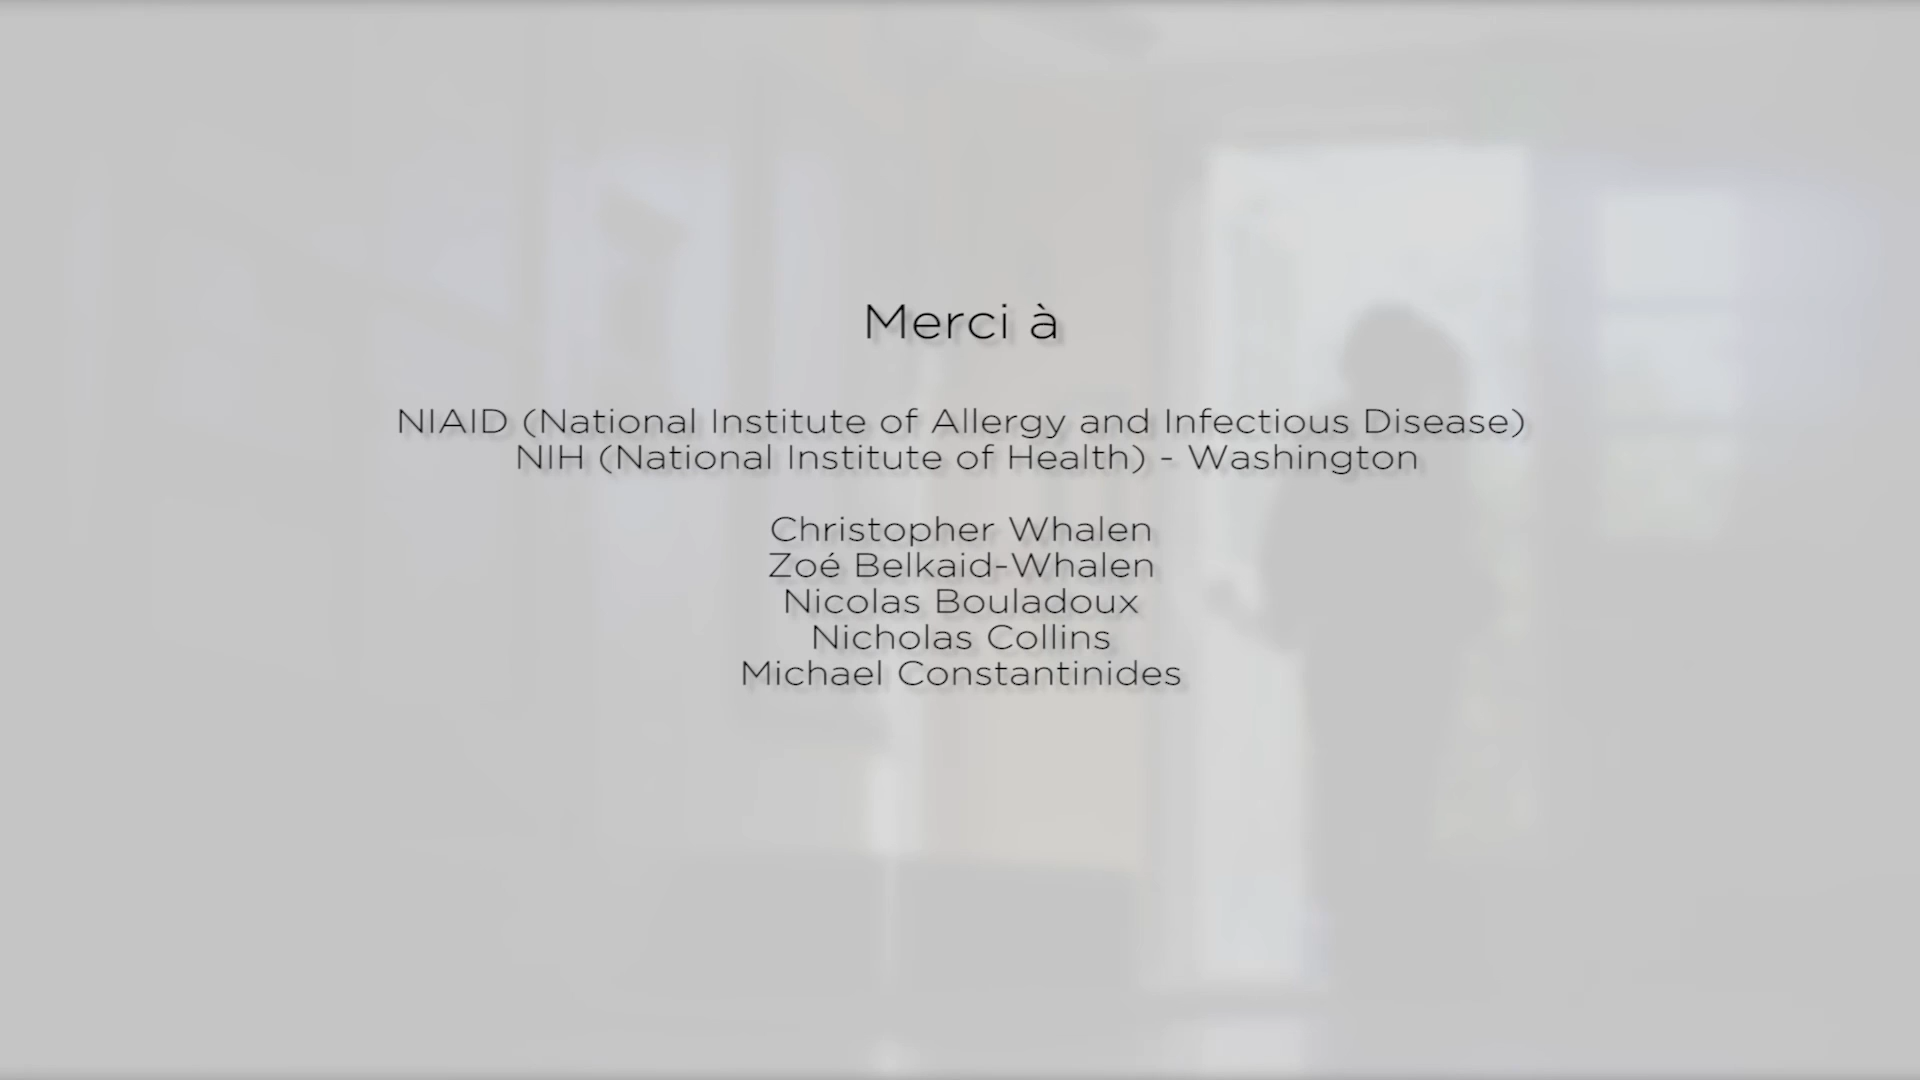 Merci à
NIAID (National Institute of Allergy and Infectious Disease)
NIH (National Institute of Health) - Washington
Christopher Whalen
Zoé Belkaid-Whalen
Nicolas Bouladoux
Nicholas Collins
Michael Constantinides